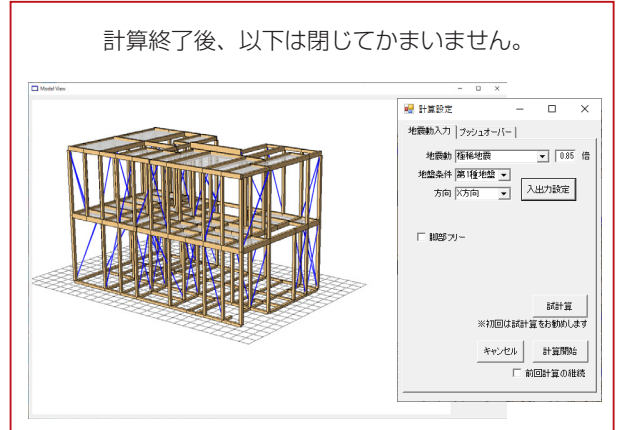 計算終了後、以下は閉じてかまいません。
Model View
計算設定
地震動入力 プッシュオーバー
地震動 極稀地震 0.85 倍
地盤条件 第1種地盤
方向 X方向 入出力設定
脚部フリー
試計算
※初回は試計算をお勧めします
キャンセル 計算開始
前回計算の継続